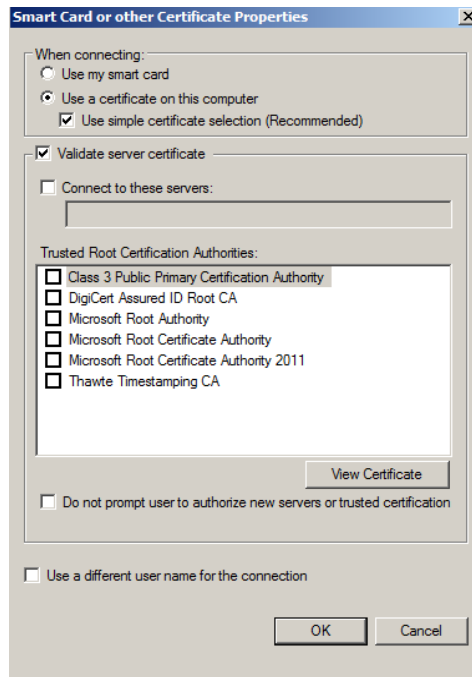 Smart Card or other Certificate Properties
When connecting:
Use my smart card
Use a certificate on this computer
Use simple certificate selection (Recommended)
Validate server certificate
Connect to these servers:
Trusted Root Certification Authorities:
Class 3 Public Primary Certification Authority
DigiCert Assured ID Root CA
Microsoft Root Authority
Microsoft Root Certificate Authority
Microsoft Root Certificate Authority 2011
Thawte Timestamping CA
View Certificate
Do not prompt user to authorize new servers or trusted certification
Use a different user name for the connection
OK Cancel